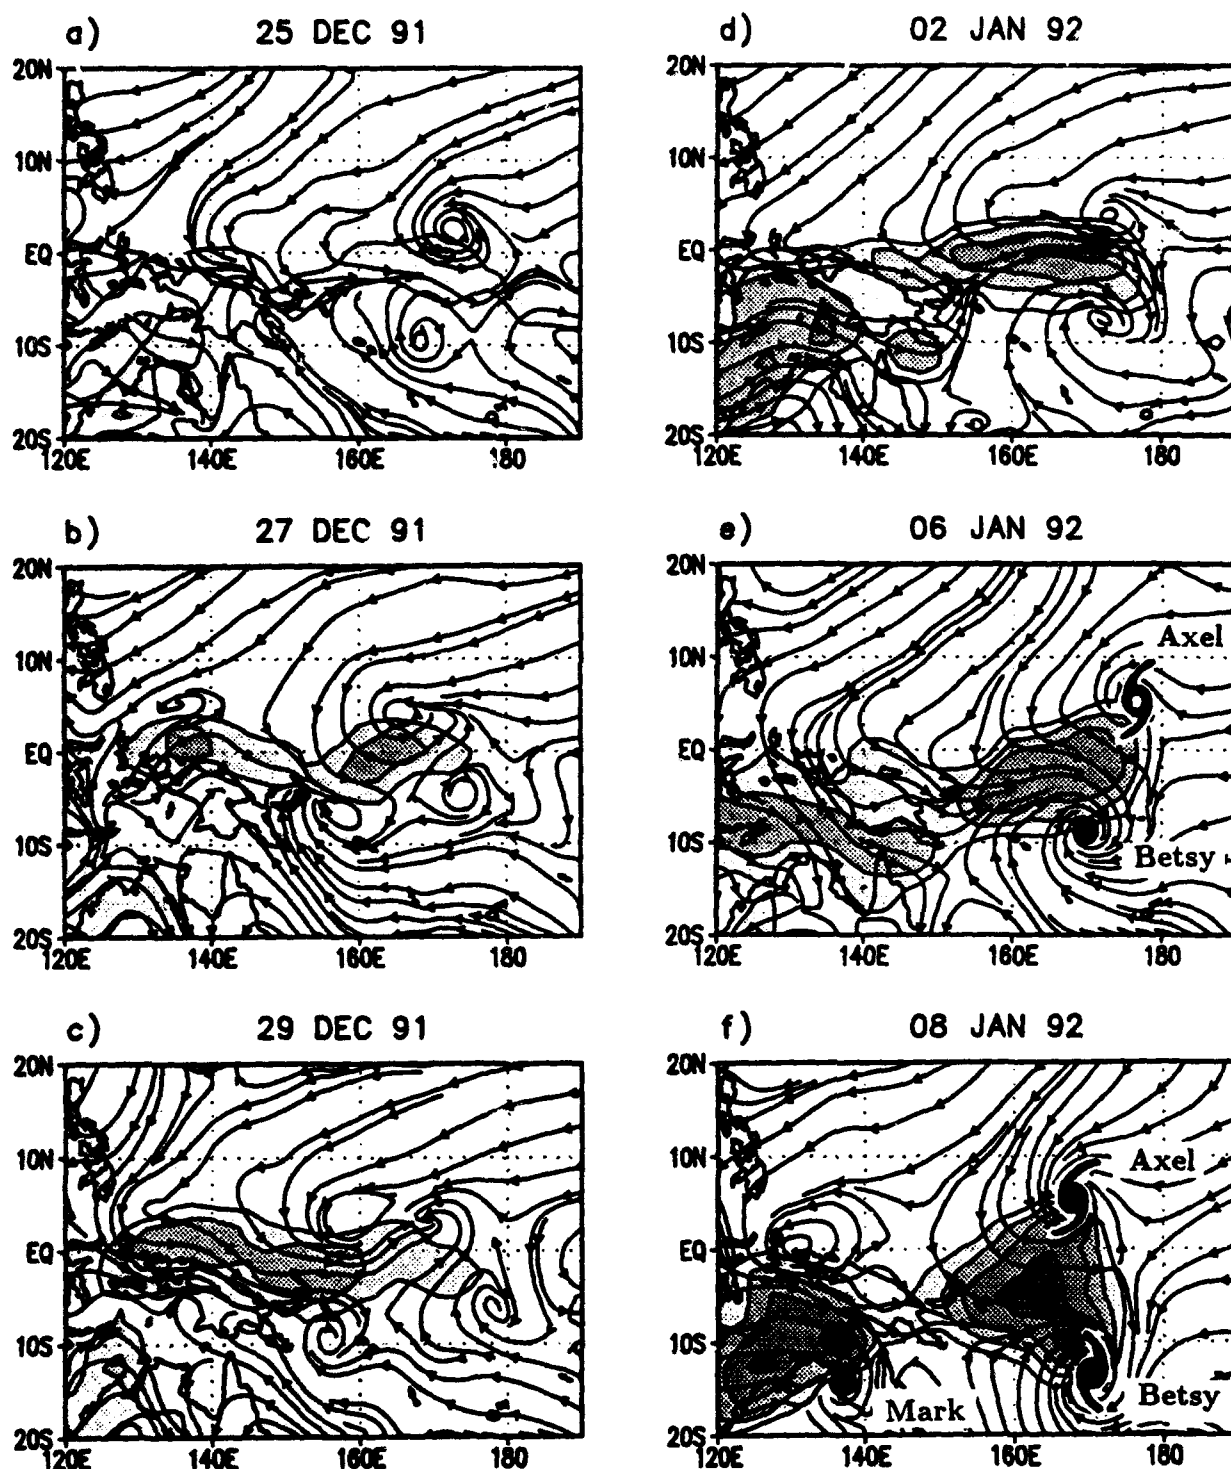 a) 25 DEC 91
20N
10N
EQ
10S
20S
120E 140E 160E 180
b) 27 DEC 91
20N
10N
EQ
10S
20S
120E 140E 160E 180
c) 29 DEC 91
20N
10N
EQ
10S
20S
120E 140E 160E 180
d) 02 JAN 92
20N
10N
EQ
10S
20S
120E 140E 160E 180
e) 06 JAN 92
20N
Axel
10N
EQ
10S
Betsy
20S
120E 140E 160E 180
f) 08 JAN 92
20N
10N
Axel
EQ
10S
Betsy
Mark
20S
120E 140E 160E 180